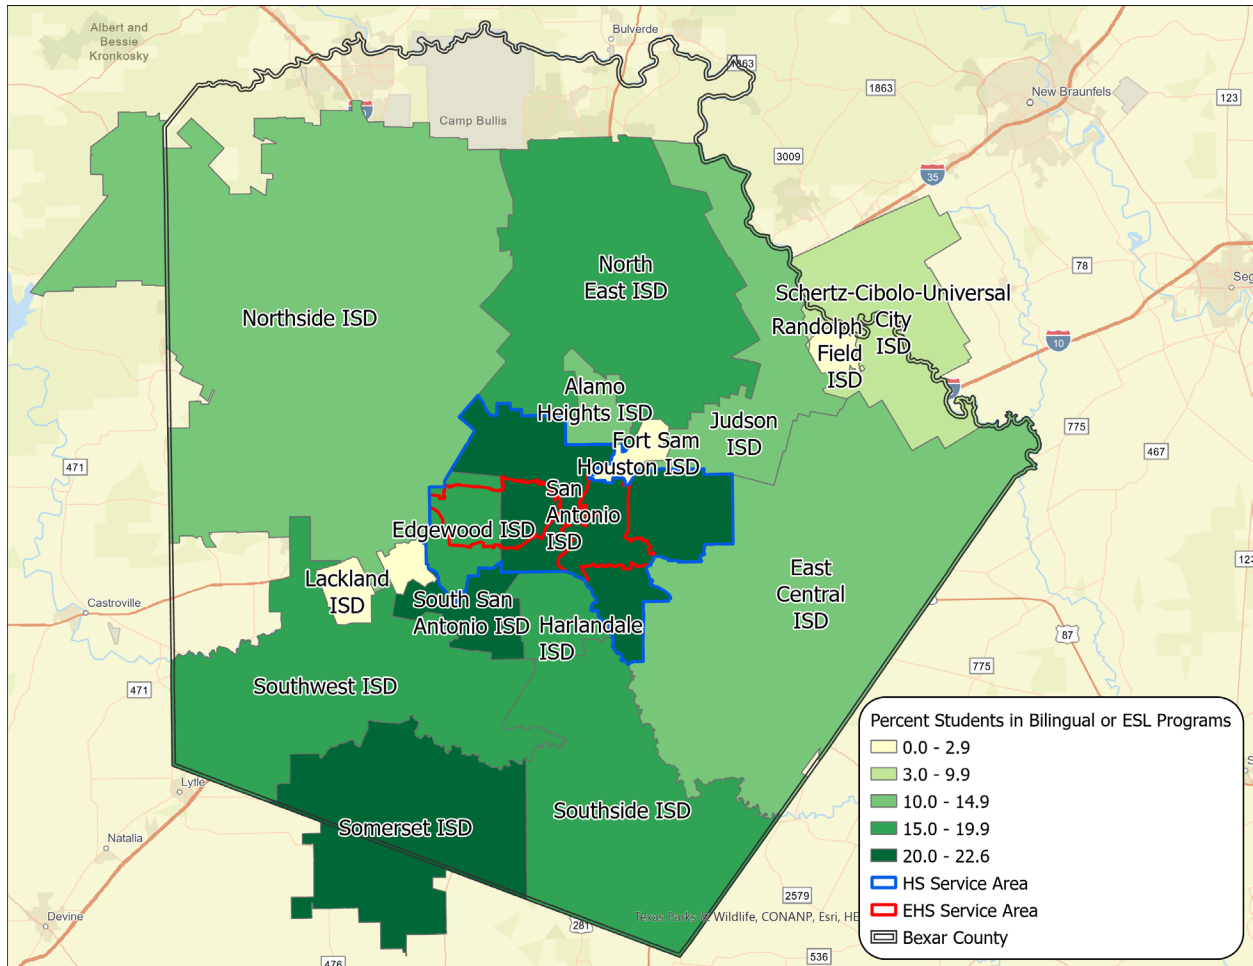 Albert and
Bessie
Kronkosky
Bulverde
1863
1863
New Braunfels
123
Camp Bullis
3009
35
78
North
East ISD
Schertz-Cibolo-Universal
City
ISD
Northside ISD
Randolph
Field
ISD
10
Alamo
Heights ISD
Judson
ISD
775
467
471
Fort Sam
Houston ISD
San
Antonio
ISD
Edgewood ISD
East
Central
ISD
Lackland
ISD
South San
Antonio ISD
Harlandale
ISD
Castroville
87
775
471
Southwest ISD
Lytle
Southside ISD
Somerset ISD
Natalia
Devine
476
281
2579
536
Percent Students in Bilingual or ESL Programs
0.0 - 2.9
3.0 - 9.9
10.0 - 14.9
15.0 - 19.9
20.0 - 22.6
HS Service Area
EHS Service Area
Bexar County
Texas Parks & Wildlife, CONANP, Esri, HE